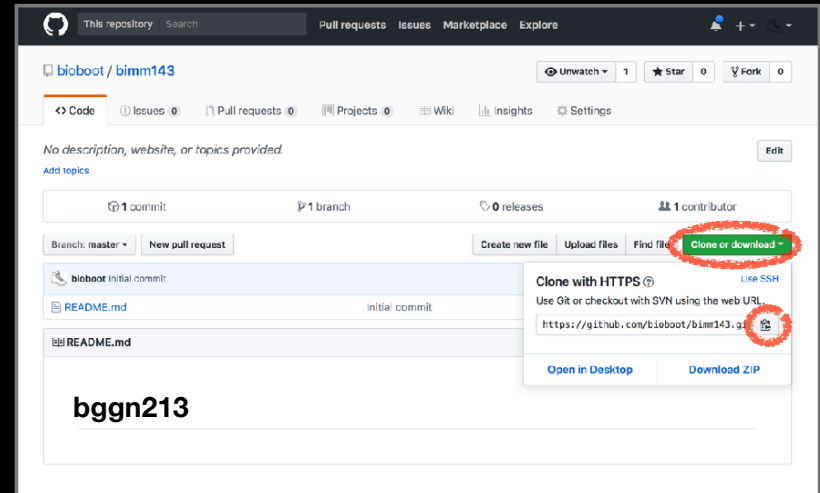 This repository Search Pull requests Issues Marketplace Explore
bioboot / bimm143 Unwatch 1 Star 0 Fork 0
Code Issues 0 Pull requests 0 Projects 0 Wiki Insights Settings
No description, website, or topics provided. Edit
Add topics
1 commit 1 branch 0 releases 1 contributor
Branch: master New pull request Create new file Upload files Find file Clone or download
bioboot Initial commit
Clone with HTTPS Use SSH
README.md Initial commit
Use Git or checkout with SVN using the web URL.
https://github.com/bioboot/bimm143.gi
README.md
Open in Desktop Download ZIP
bggn213